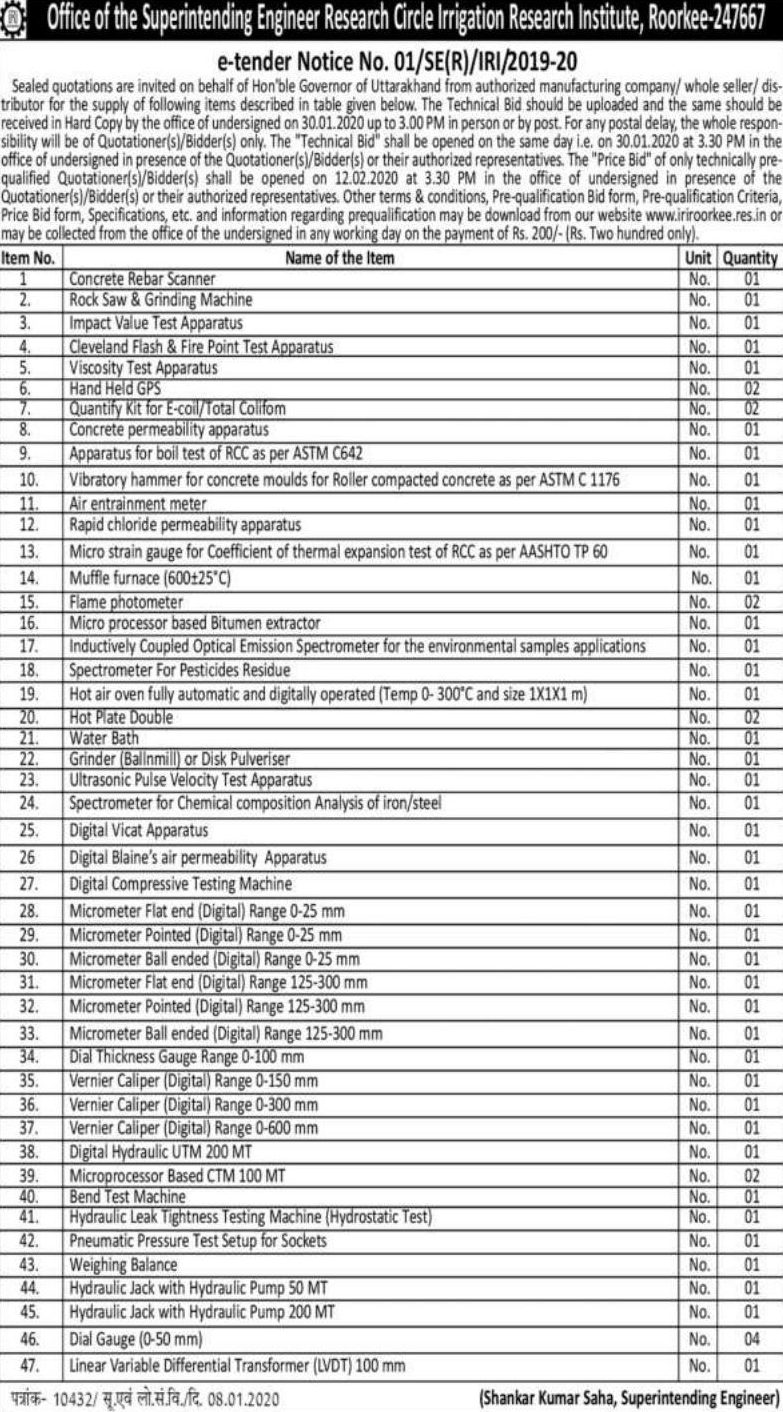 Office of the Superintending Engineer Research Circle Irrigation Research Institute, Roorkee-247667
e-tender Notice No. 01/SE(R)/IRI/2019-20
Sealed quotations are invited on behalf of Hon'ble Governor of Uttarakhand from authorized manufacturing company/ whole seller/ dis-
tributor for the supply of following items described in table given below. The Technical Bid should be uploaded and the same should be
received in Hard Copy by the office of undersigned on 30.01.2020 up to 3.00 PM in person or by post. For any postal delay, the whole respon-
sibility will be of Quotationer(s)/Bidder(s) only. The "Technical Bid" shall be opened on the same day i.e. on 30.01.2020 at 3.30 PM in the
office of undersigned in presence of the Quotationer(s)/Bidder(s) or their authorized representatives. The "Price Bid" of only technically pre-
qualified Quotationer(s)/Bidder(s) shall be opened on 12.02.2020 at 3.30 PM in the office of undersigned in presence of the
Quotationer(s)/Bidder(s) or their authorized representatives. Other terms & conditions, Pre-qualification Bid form, Pre-qualification Criteria,
Price Bid form, Specifications, etc. and information regarding prequalification may be download from our website www.iriroorkee.res.in or
may be collected from the office of the undersigned in any working day on the payment of Rs. 200/- (Rs. Two hundred only).
Item No. Name of the Item Unit Quantity
1 Concrete Rebar Scanner No. 01
2. Rock Saw & Grinding Machine No. 01
3. Impact Value Test Apparatus No. 01
4. Cleveland Flash & Fire Point Test Apparatus No. 01
5. Viscosity Test Apparatus No. 01
6. Hand Held GPS No. 02
7. Quantify Kit for E-coil/Total Colifom No. 02
8. Concrete permeability apparatus No. 01
9. Apparatus for boil test of RCC as per ASTM C642 No. 01
10. Vibratory hammer for concrete moulds for Roller compacted concrete as per ASTM C 1176 No. 01
11. Air entrainment meter No. 01
12. Rapid chloride permeability apparatus No. 01
13. Micro strain gauge for Coefficient of thermal expansion test of RCC as per AASHTO TP 60 No. 01
14. Muffle furnace (600±25°C) No. 01
15. Flame photometer No. 02
16. Micro processor based Bitumen extractor No. 01
17. Inductively Coupled Optical Emission Spectrometer for the environmental samples applications No. 01
18. Spectrometer For Pesticides Residue No. 01
19. Hot air oven fully automatic and digitally operated (Temp 0- 300°C and size 1X1X1 m) No. 01
20. Hot Plate Double No. 02
21. Water Bath No. 01
22. Grinder (Ballnmill) or Disk Pulveriser No. 01
23. Ultrasonic Pulse Velocity Test Apparatus No. 01
24. Spectrometer for Chemical composition Analysis of iron/steel No. 01
25. Digital Vicat Apparatus No. 01
26 Digital Blaine's air permeability Apparatus No. 01
27. Digital Compressive Testing Machine No. 01
28. Micrometer Flat end (Digital) Range 0-25 mm No. 01
29. Micrometer Pointed (Digital) Range 0-25 mm No. 01
30. Micrometer Ball ended (Digital) Range 0-25 mm No. 01
31. Micrometer Flat end (Digital) Range 125-300 mm No. 01
32. Micrometer Pointed (Digital) Range 125-300 mm No. 01
33. Micrometer Ball ended (Digital) Range 125-300 mm No. 01
34. Dial Thickness Gauge Range 0-100 mm No. 01
35. Vernier Caliper (Digital) Range 0-150 mm No. 01
36. Vernier Caliper (Digital) Range 0-300 mm No. 01
37. Vernier Caliper (Digital) Range 0-600 mm No. 01
38. Digital Hydraulic UTM 200 MT No. 01
39. Microprocessor Based CTM 100 MT No. 02
40. Bend Test Machine No. 01
41. Hydraulic Leak Tightness Testing Machine (Hydrostatic Test) No. 01
42. Pneumatic Pressure Test Setup for Sockets No. 01
43. Weighing Balance No. 01
44. Hydraulic Jack with Hydraulic Pump 50 MT No. 01
45. Hydraulic Jack with Hydraulic Pump 200 MT No. 01
46. Dial Gauge (0-50 mm) No. 04
47. Linear Variable Differential Transformer (LVDT) 100 mm No. 01
पत्रांक- 10432/ सू.एवं लो.सं.वि./दि. 08.01.2020 (Shankar Kumar Saha, Superintending Engineer)